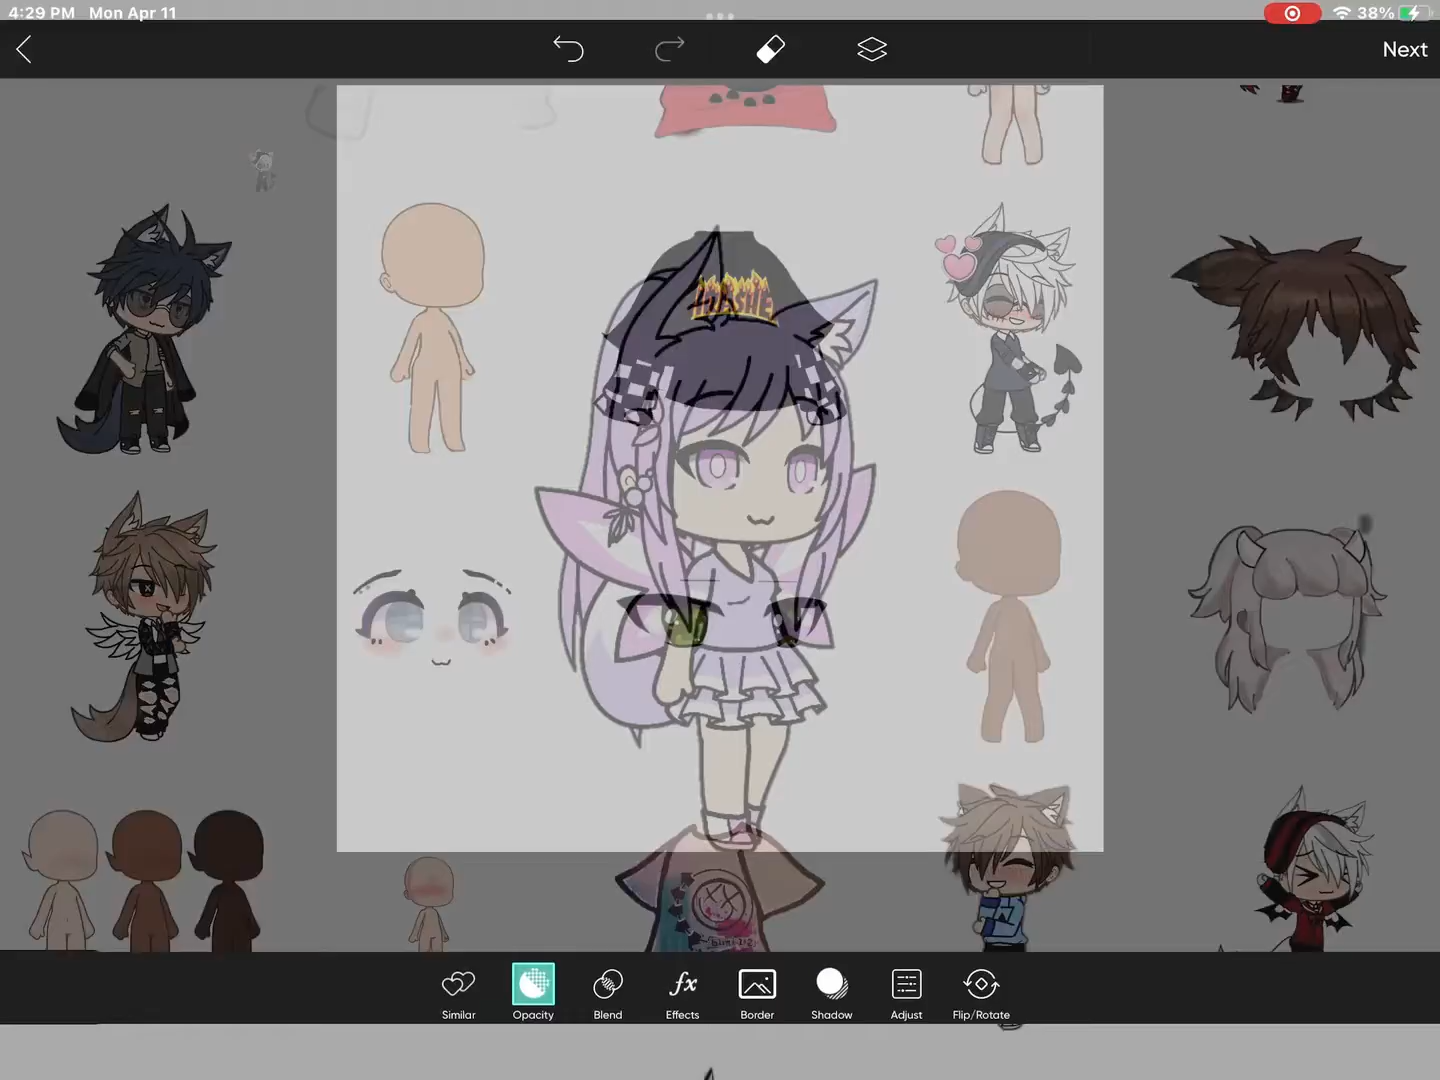 4:29 PM Mon Apr 11
38%
Next
Similar
Opacity
Blend
Effects
Border
Shadow
Adjust
Flip/Rotate